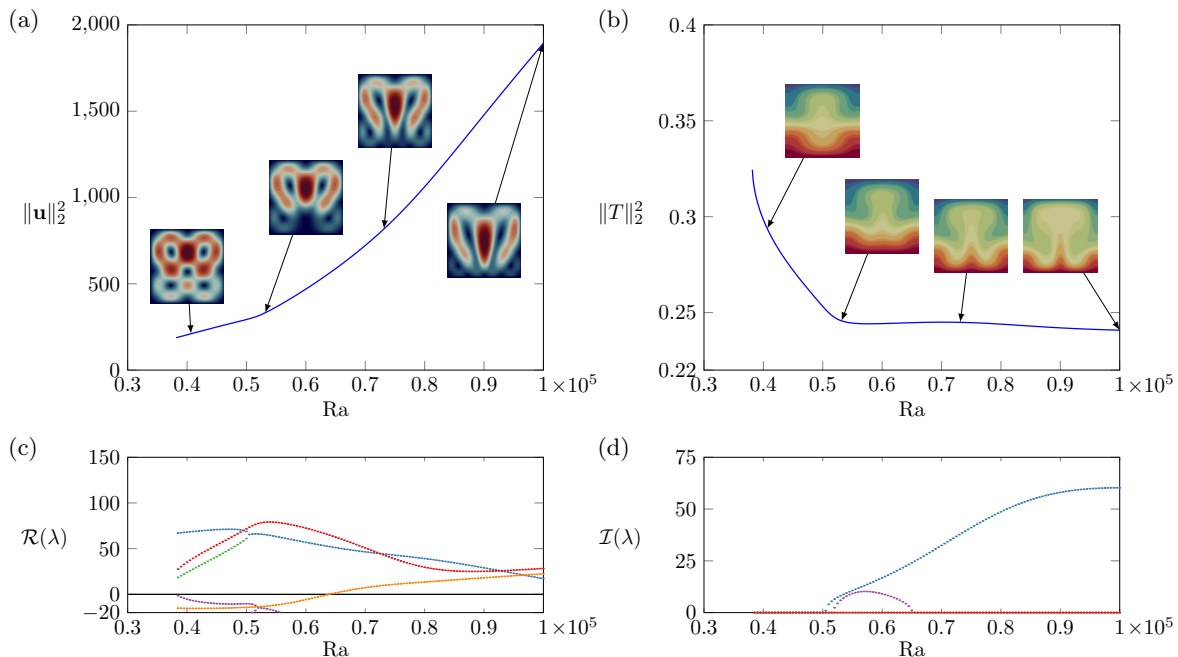 (a)
2,000
1,500
1,000
‖u‖₂²
500
0
0.3 0.4 0.5 0.6 0.7 0.8 0.9 1 ×10⁵
Ra
(b)
0.4
0.35
0.3
‖T‖₂²
0.25
0.22
0.3 0.4 0.5 0.6 0.7 0.8 0.9 1 ×10⁵
Ra
(c)
150
100
ℛ(λ)
50
0
−20
0.3 0.4 0.5 0.6 0.7 0.8 0.9 1 ×10⁵
Ra
(d)
75
50
ℐ(λ)
25
0
0.3 0.4 0.5 0.6 0.7 0.8 0.9 1 ×10⁵
Ra